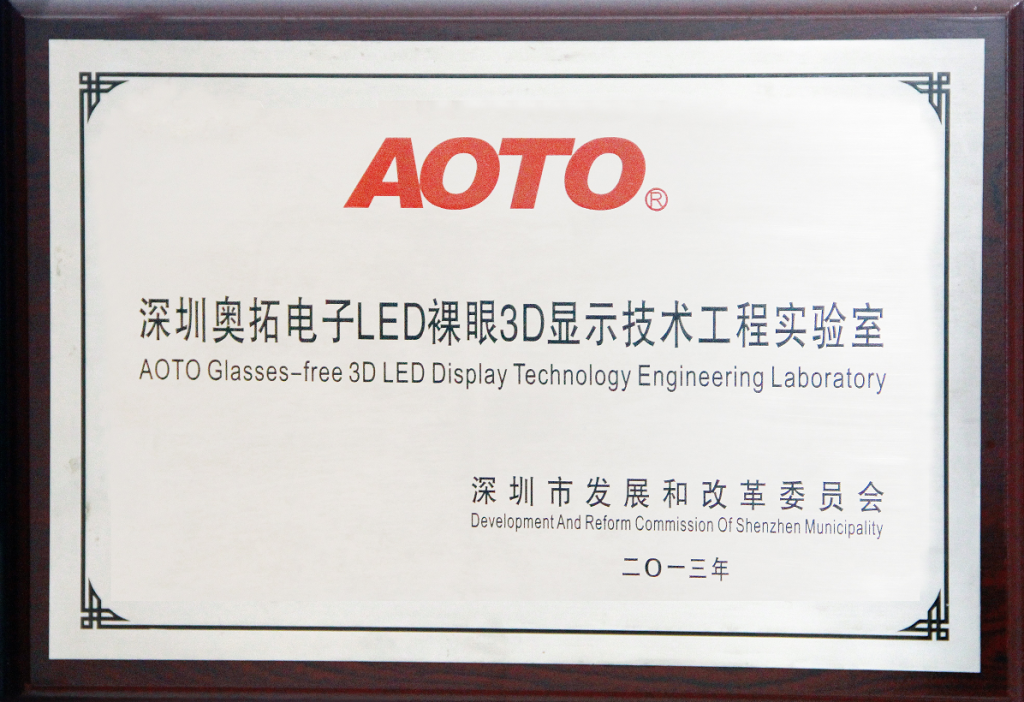 AOTO®
深圳奥拓电子LED裸眼3D显示技术工程实验室
AOTO Glasses-free 3D LED Display Technology Engineering Laboratory
深圳市发展和改革委员会
Development And Reform Commission Of Shenzhen Municipality
二O一三年